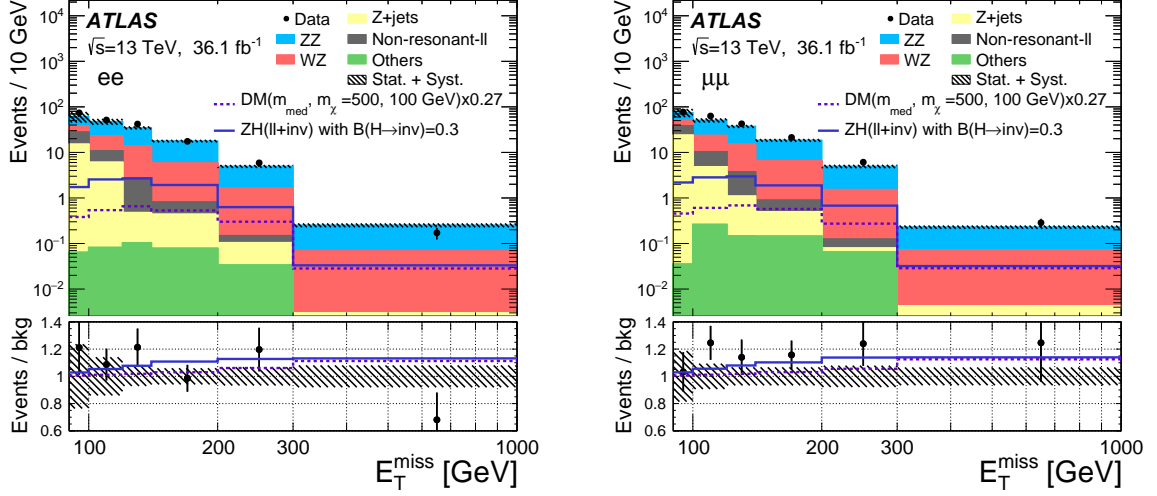 ATLAS
√s=13 TeV, 36.1 fb⁻¹
ee
Data
ZZ
WZ
Z+jets
Non-resonant-ll
Others
Stat. + Syst.
DM(m_med, m_χ =500, 100 GeV)x0.27
ZH(ll+inv) with B(H→inv)=0.3
Events / 10 GeV
10⁴
10³
10²
10
1
10⁻¹
10⁻²
Events / bkg
1.4
1.2
1
0.8
0.6
100 200 300 1000
E_T^miss [GeV]
ATLAS
√s=13 TeV, 36.1 fb⁻¹
μμ
Data
ZZ
WZ
Z+jets
Non-resonant-ll
Others
Stat. + Syst.
DM(m_med, m_χ =500, 100 GeV)x0.27
ZH(ll+inv) with B(H→inv)=0.3
Events / 10 GeV
10⁴
10³
10²
10
1
10⁻¹
10⁻²
Events / bkg
1.4
1.2
1
0.8
0.6
100 200 300 1000
E_T^miss [GeV]